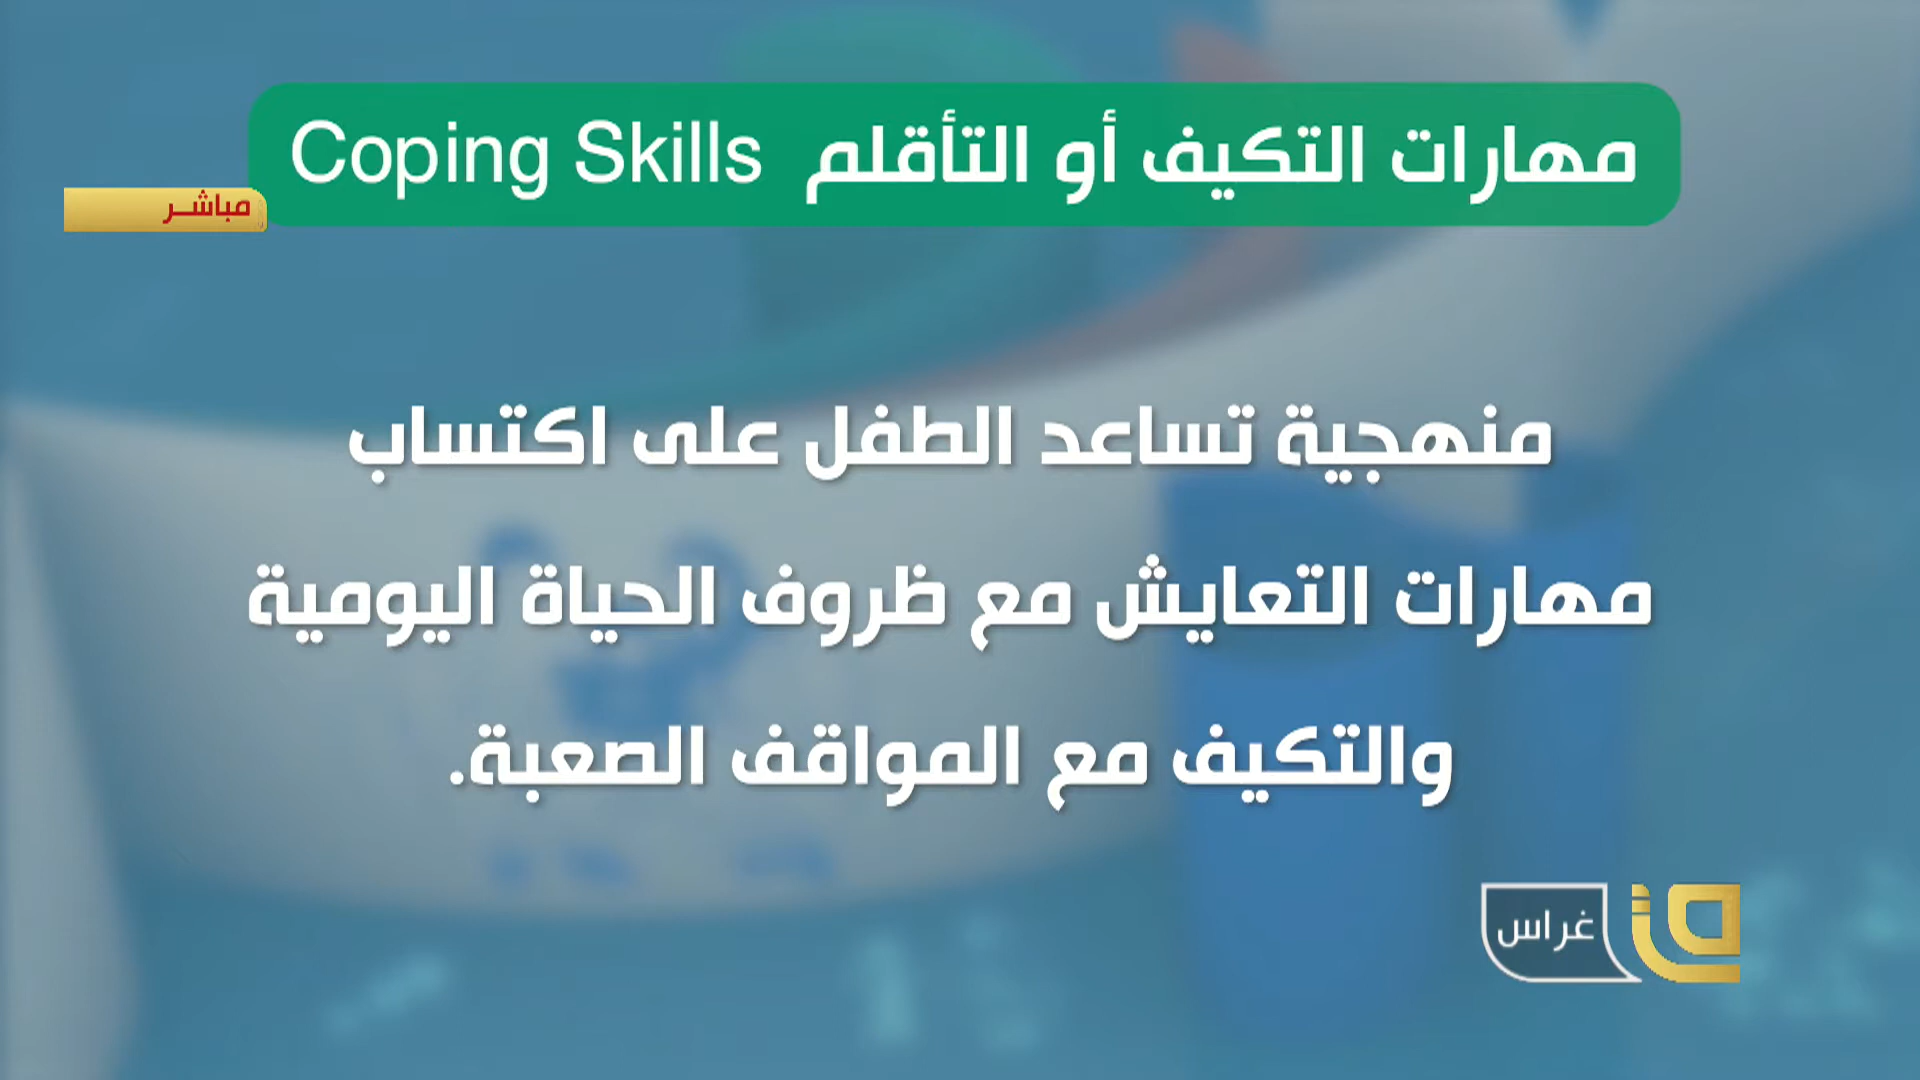 مهارات التكيف أو التأقلم Coping Skills
مباشر
منهجية تساعد الطفل على اكتساب
مهارات التعايش مع ظروف الحياة اليومية
والتكيف مع المواقف الصعبة.
غراس